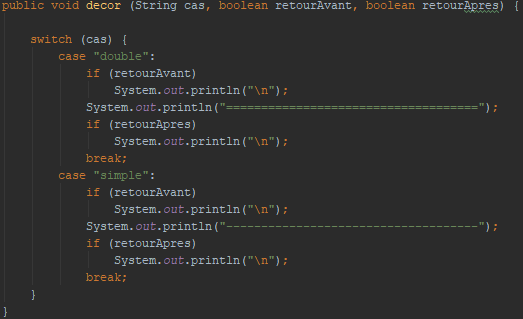 public void decor (String cas, boolean retourAvant, boolean retourApres) {
switch (cas) {
case "double":
if (retourAvant)
System.out.println("\n");
System.out.println("====================================");
if (retourApres)
System.out.println("\n");
break;
case "simple":
if (retourAvant)
System.out.println("\n");
System.out.println("------------------------------------");
if (retourApres)
System.out.println("\n");
break;
}
}